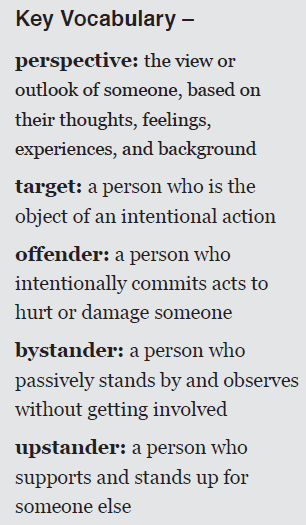 Key Vocabulary –
perspective: the view or
outlook of someone, based on
their thoughts, feelings,
experiences, and background
target: a person who is the
object of an intentional action
offender: a person who
intentionally commits acts to
hurt or damage someone
bystander: a person who
passively stands by and observes
without getting involved
upstander: a person who
supports and stands up for
someone else